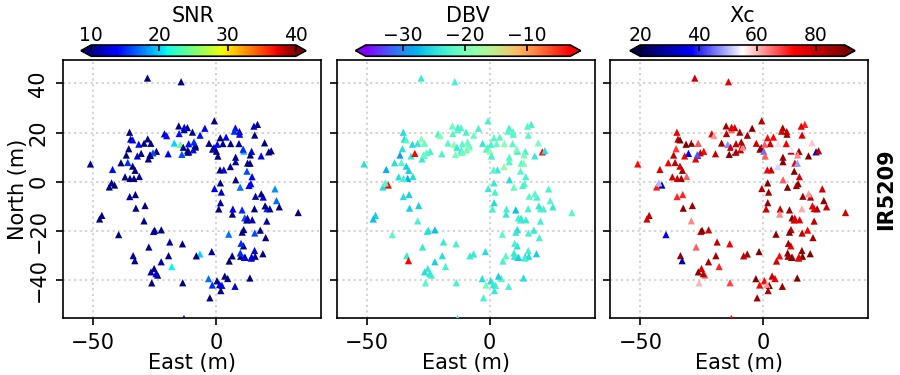 SNR DBV Xc
10 20 30 40 −30 −20 −10 20 40 60 80
North (m) 40 20 0 −20 −40
IR5209
−50 0 −50 0 −50 0
East (m) East (m) East (m)